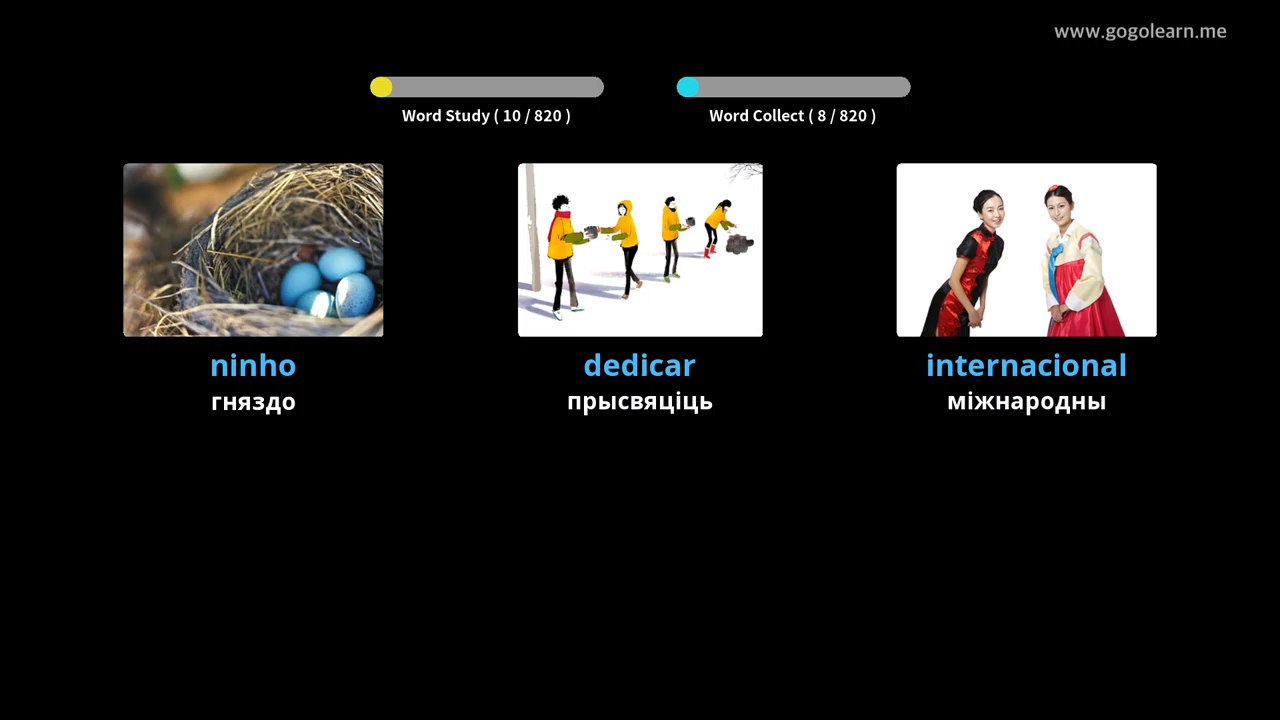 www.gogolearn.me
Word Study ( 10 / 820 )
Word Collect ( 8 / 820 )
ninho
гняздо
dedicar
прысвяціць
internacional
міжнародны